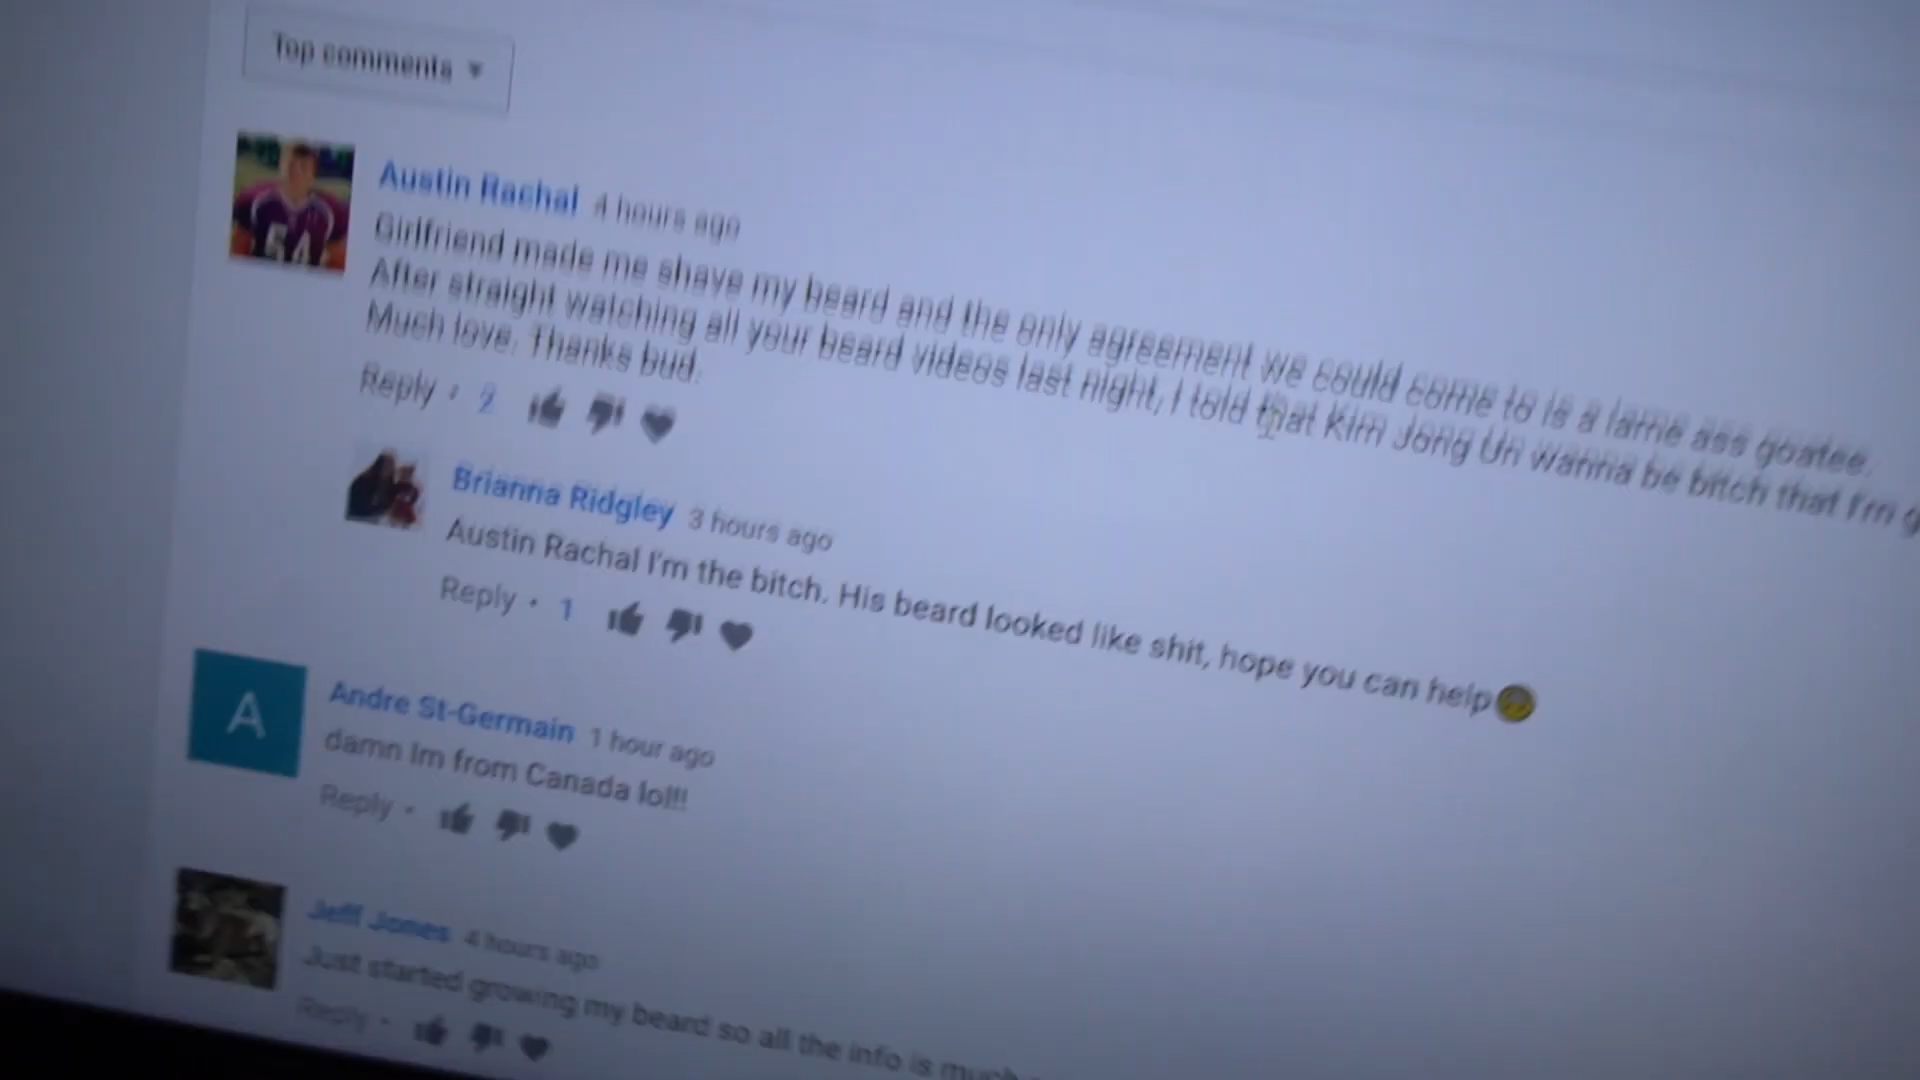 Top comments
Austin Rachal 4 hours ago
Girlfriend made me shave my beard and the only agreement we could come to is a lame ass goatee.
After straight watching all your beard videos last night, I told that Kim Jong Un wanna be bitch that I'm g
Much love. Thanks bud.
Reply • 2
54
Brianna Ridgley 3 hours ago
Austin Rachal I'm the bitch. His beard looked like shit, hope you can help
Reply • 1
A
Andre St-Germain 1 hour ago
damn Im from Canada lol!!!
Reply •
Jeff Jones 4 hours ago
Just started growing my beard so all the info is much
Reply •